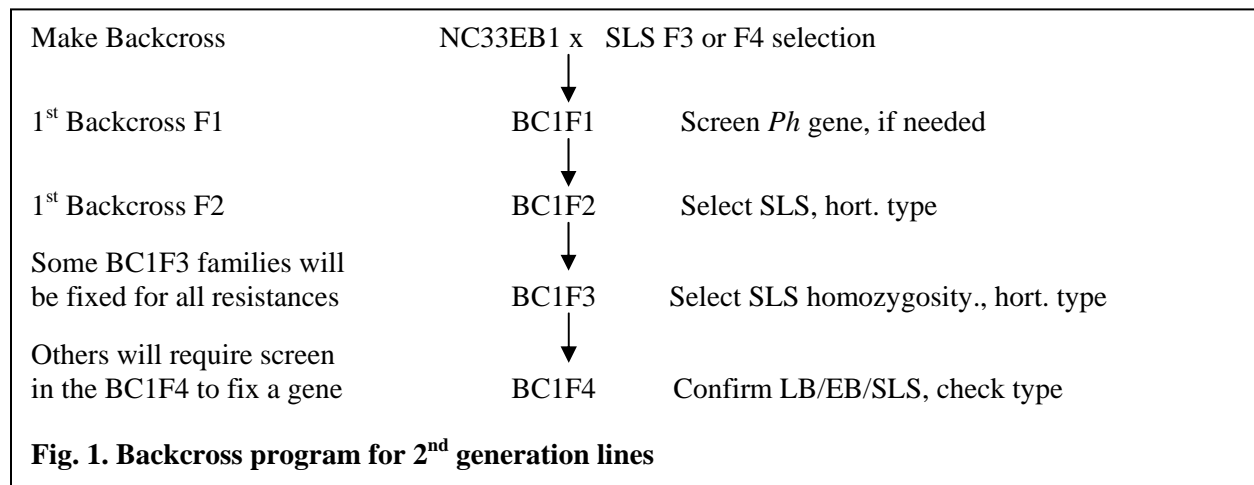 Make Backcross NC33EB1 x SLS F3 or F4 selection
1st Backcross F1 BC1F1 Screen Ph gene, if needed
1st Backcross F2 BC1F2 Select SLS, hort. type
Some BC1F3 families will
be fixed for all resistances BC1F3 Select SLS homozygosity., hort. type
Others will require screen
in the BC1F4 to fix a gene BC1F4 Confirm LB/EB/SLS, check type
Fig. 1. Backcross program for 2nd generation lines